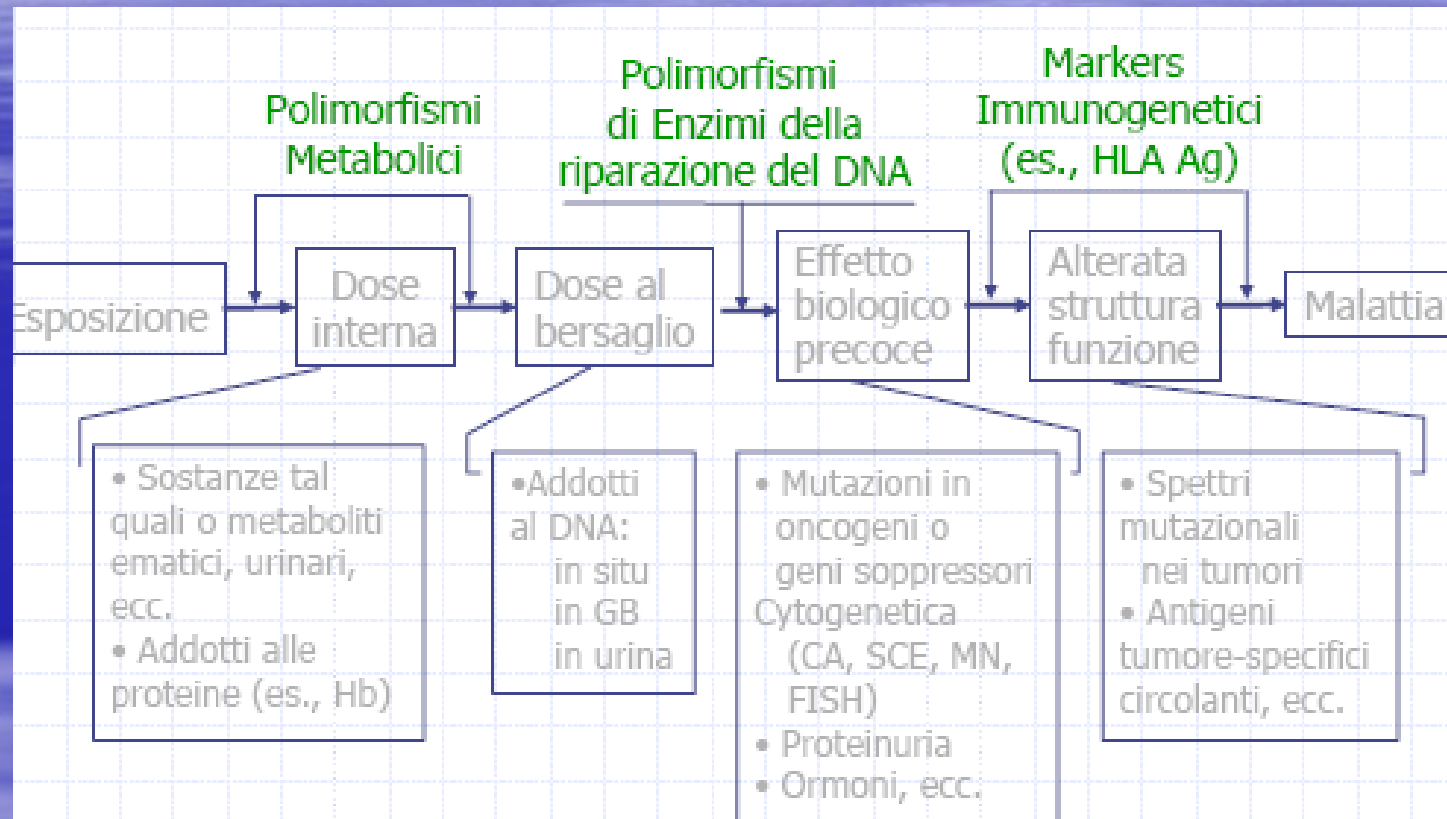 Polimorfismi
Metabolici
Polimorfismi
di Enzimi della
riparazione del DNA
Markers
Immunogenetici
(es., HLA Ag)
Esposizione
Dose
interna
Dose al
bersaglio
Effetto
biologico
precoce
Alterata
struttura
funzione
Malattia
• Sostanze tal
quali o metaboliti
ematici, urinari,
ecc.
• Addotti alle
proteine (es., Hb)
•Addotti
al DNA:
in situ
in GB
in urina
• Mutazioni in
oncogeni o
geni soppressori
Cytogenetica
(CA, SCE, MN,
FISH)
• Proteinuria
• Ormoni, ecc.
• Spettri
mutazionali
nei tumori
• Antigeni
tumore-specifici
circolanti, ecc.